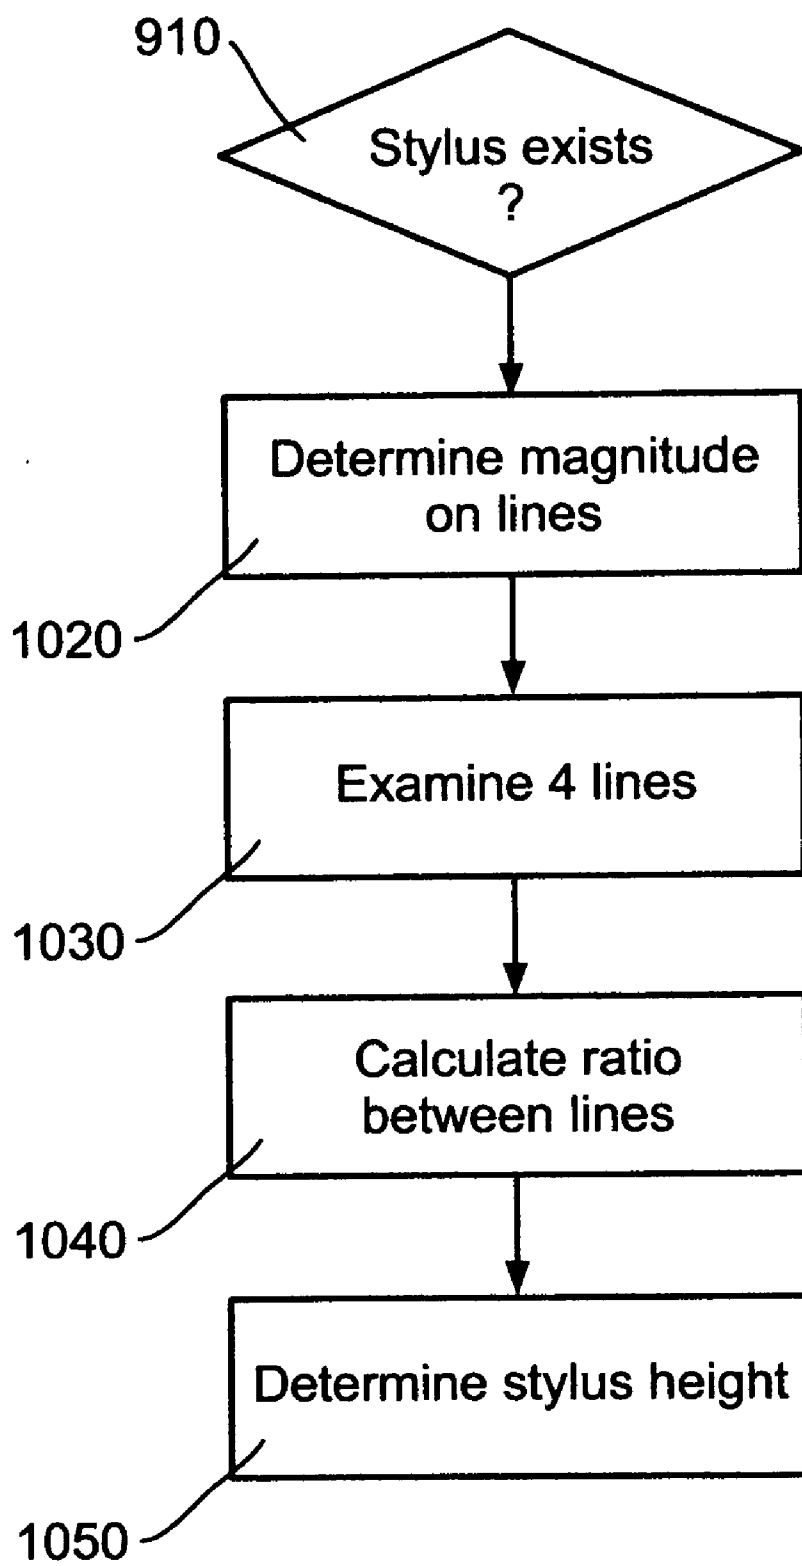 910
Stylus exists
?
Determine magnitude
on lines
1020
Examine 4 lines
1030
Calculate ratio
between lines
1040
Determine stylus height
1050